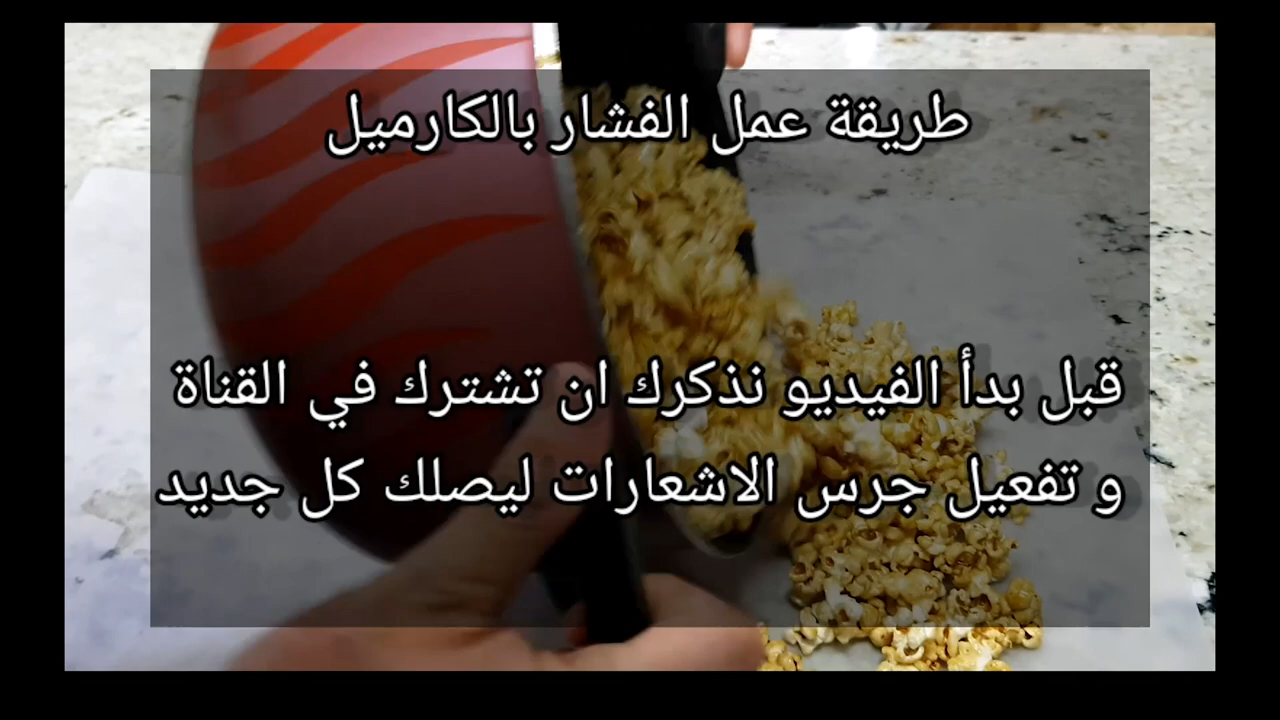 طريقة عمل الفشار بالكارميل
قبل بدأ الفيديو نذكرك ان تشترك في القناة
و تفعيل جرس الاشعارات ليصلك كل جديد